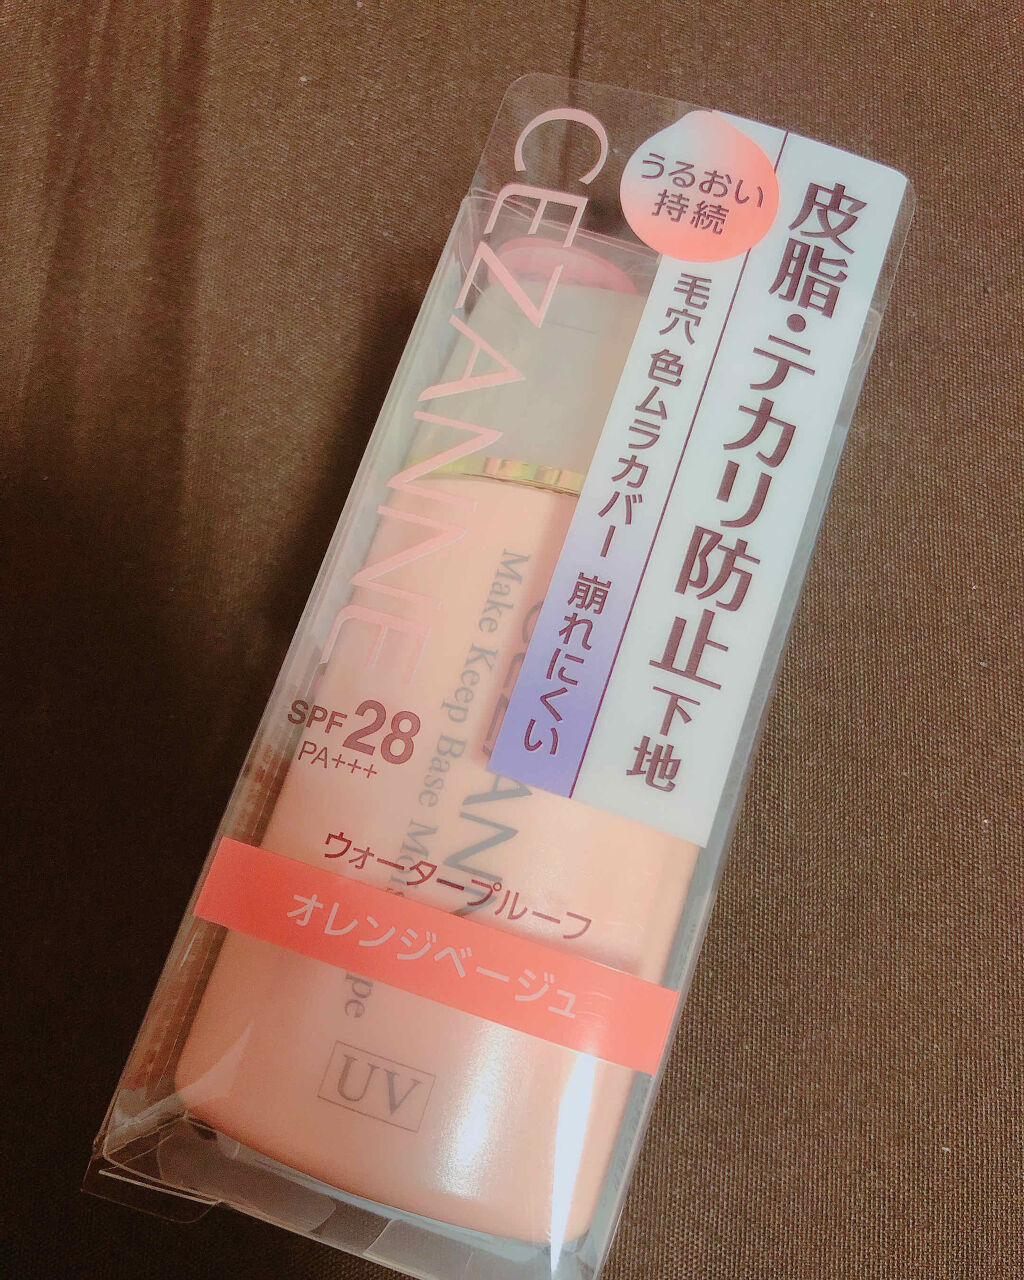 CEZANNE
うるおい
持続
皮脂・テカリ防止下地
毛穴 色ムラカバー 崩れにくい
Make Keep Base
SPF28
PA+++
ウォータープルーフ
オレンジベージュ
UV